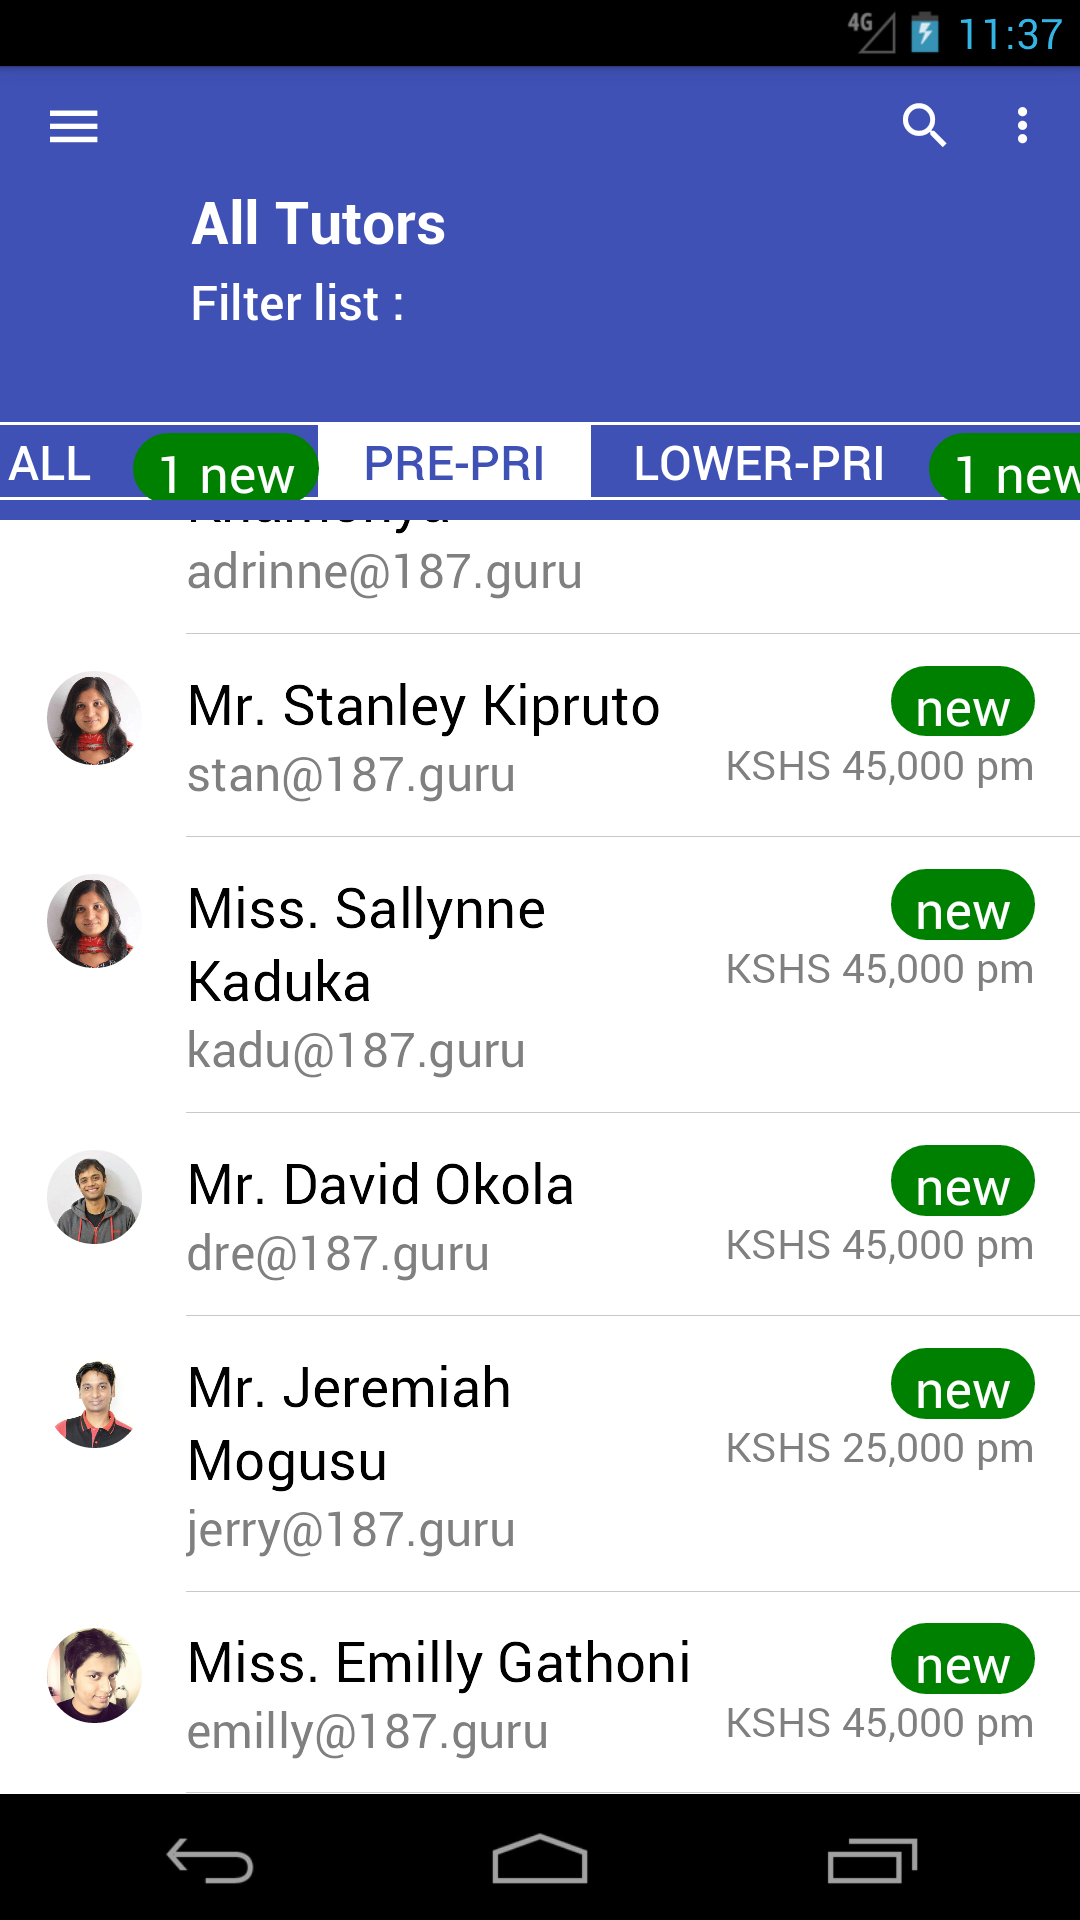 4G 11:37
All Tutors
Filter list :
ALL 1 new PRE-PRI LOWER-PRI 1 new
adrinne@187.guru
Mr. Stanley Kipruto new
stan@187.guru KSHS 45,000 pm
Miss. Sallynne new
Kaduka KSHS 45,000 pm
kadu@187.guru
Mr. David Okola new
dre@187.guru KSHS 45,000 pm
Mr. Jeremiah new
Mogusu KSHS 25,000 pm
jerry@187.guru
Miss. Emilly Gathoni new
emilly@187.guru KSHS 45,000 pm